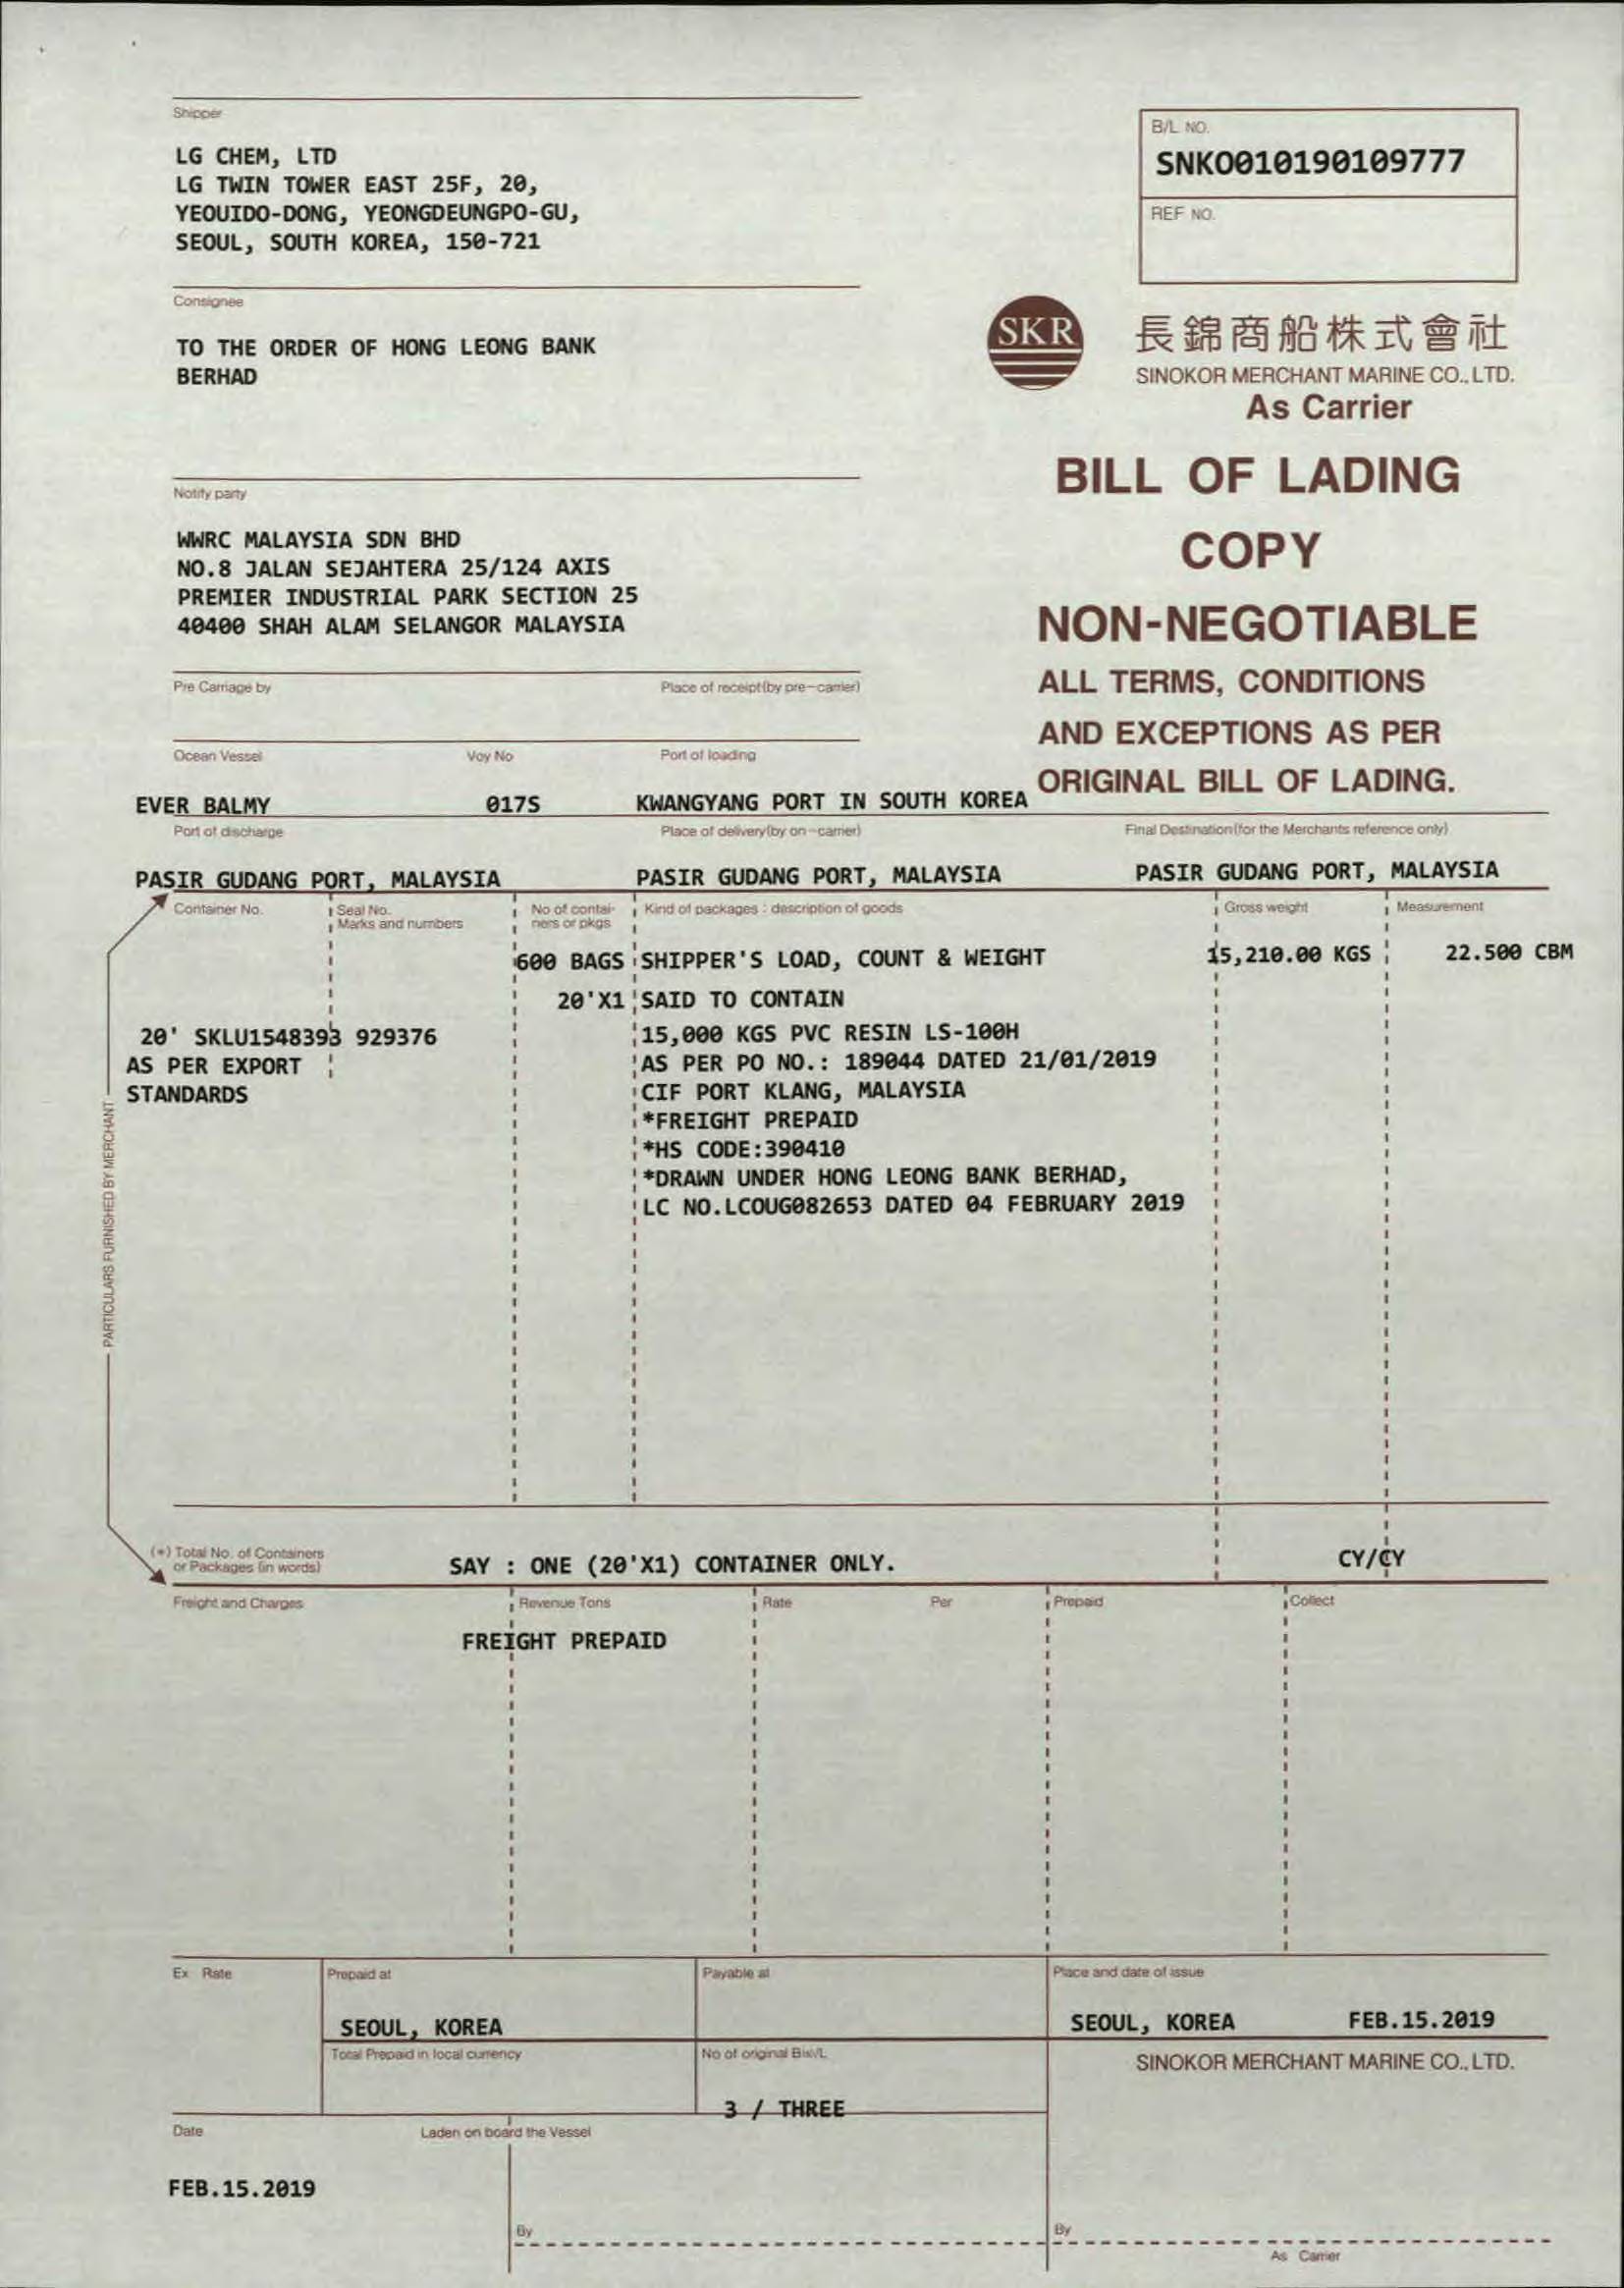 Shipper
LG CHEM, LTD
LG TWIN TOWER EAST 25F, 20,
YEOUIDO-DONG, YEONGDEUNGPO-GU,
SEOUL, SOUTH KOREA, 150-721
B/L NO.
SNKO010190109777
REF NO.
Consignee
TO THE ORDER OF HONG LEONG BANK
BERHAD
SKR
長錦商船株式會社
SINOKOR MERCHANT MARINE CO., LTD.
As Carrier
BILL OF LADING
COPY
NON-NEGOTIABLE
ALL TERMS, CONDITIONS
AND EXCEPTIONS AS PER
ORIGINAL BILL OF LADING.
Notify party
WWRC MALAYSIA SDN BHD
NO.8 JALAN SEJAHTERA 25/124 AXIS
PREMIER INDUSTRIAL PARK SECTION 25
40400 SHAH ALAM SELANGOR MALAYSIA
Pre Carriage by Place of receipt(by pre-carrier)
Ocean Vessel Voy No Port of loading
EVER BALMY 017S KWANGYANG PORT IN SOUTH KOREA
Port of discharge Place of delivery(by on-carrier) Final Destination(for the Merchants reference only)
PASIR GUDANG PORT, MALAYSIA PASIR GUDANG PORT, MALAYSIA PASIR GUDANG PORT, MALAYSIA
Container No. Seal No. No of contai- Kind of packages : description of goods Gross weight Measurement
Marks and numbers ners or pkgs
600 BAGS SHIPPER'S LOAD, COUNT & WEIGHT 15,210.00 KGS 22.500 CBM
20'X1 SAID TO CONTAIN
20' SKLU1548393 929376 15,000 KGS PVC RESIN LS-100H
AS PER EXPORT AS PER PO NO.: 189044 DATED 21/01/2019
STANDARDS CIF PORT KLANG, MALAYSIA
*FREIGHT PREPAID
*HS CODE:390410
*DRAWN UNDER HONG LEONG BANK BERHAD,
LC NO.LCOUG082653 DATED 04 FEBRUARY 2019
PARTICULARS FURNISHED BY MERCHANT
(*) Total No. of Containers
or Packages (in words) SAY : ONE (20'X1) CONTAINER ONLY. CY/CY
Freight and Charges Revenue Tons Rate Per Prepaid Collect
FREIGHT PREPAID
Ex Rate Prepaid at Payable at Place and date of issue
SEOUL, KOREA SEOUL, KOREA FEB.15.2019
Total Prepaid in local currency No of original Bs/L SINOKOR MERCHANT MARINE CO., LTD.
3 / THREE
Date Laden on board the Vessel
FEB.15.2019
By By
As Carrier